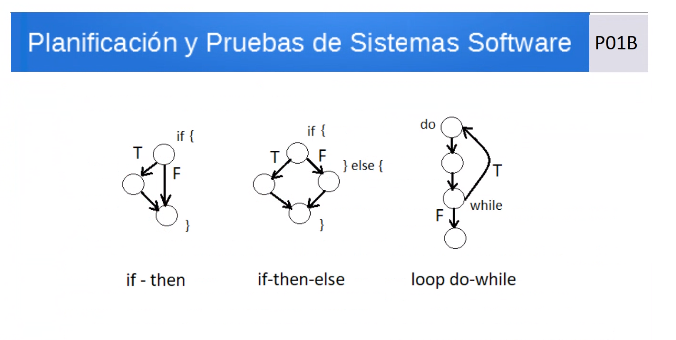 Planificación y Pruebas de Sistemas Software
P01B
if {
T
F
}
if - then
if {
T
F
} else {
}
if-then-else
do
T
while
F
loop do-while